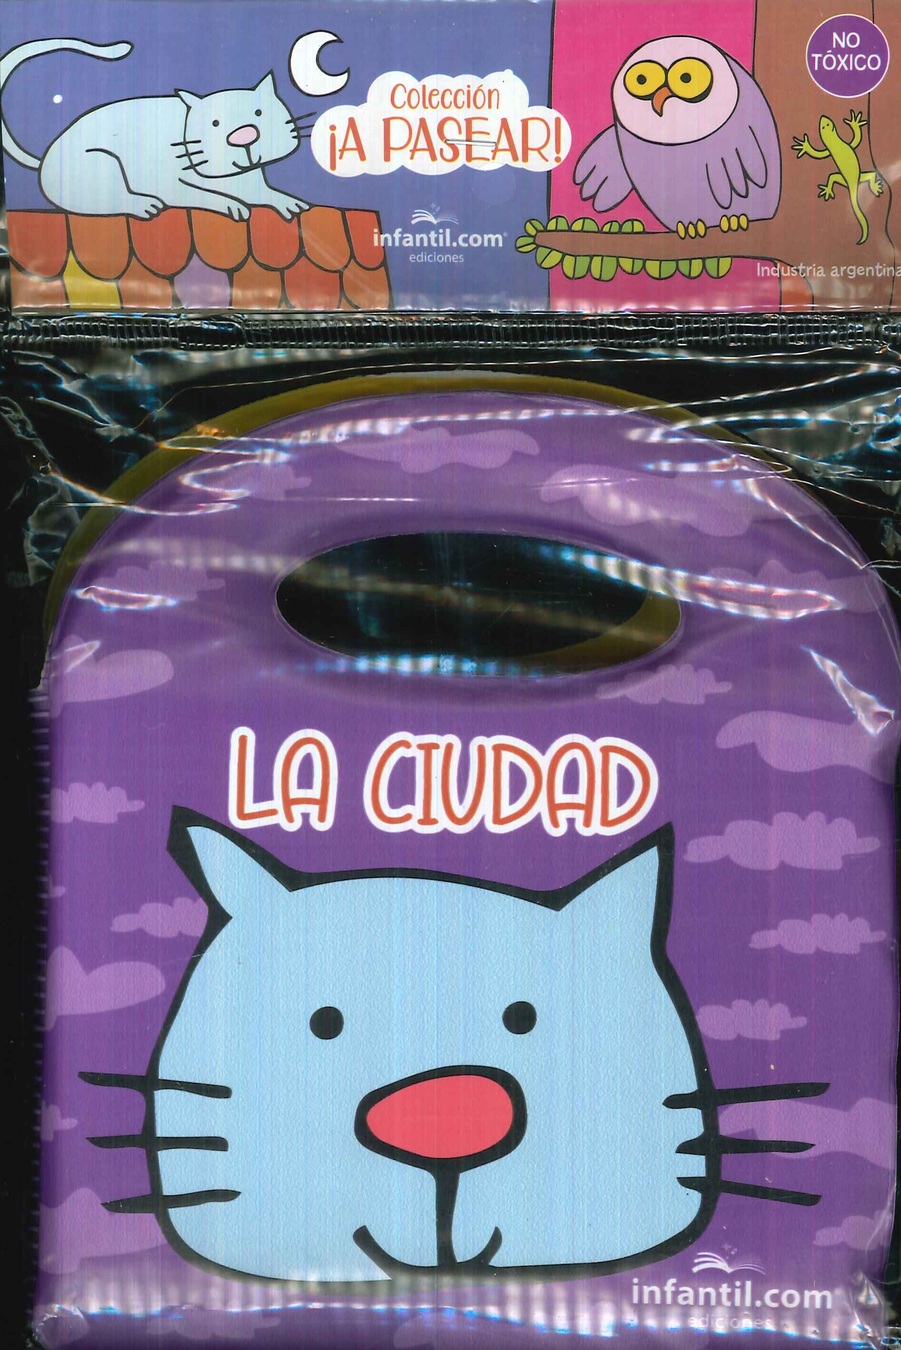 NO
TÓXICO
Colección
¡A PASEAR!
infantil.com
ediciones
Industria argentina
LA CIUDAD
infantil.com
ediciones